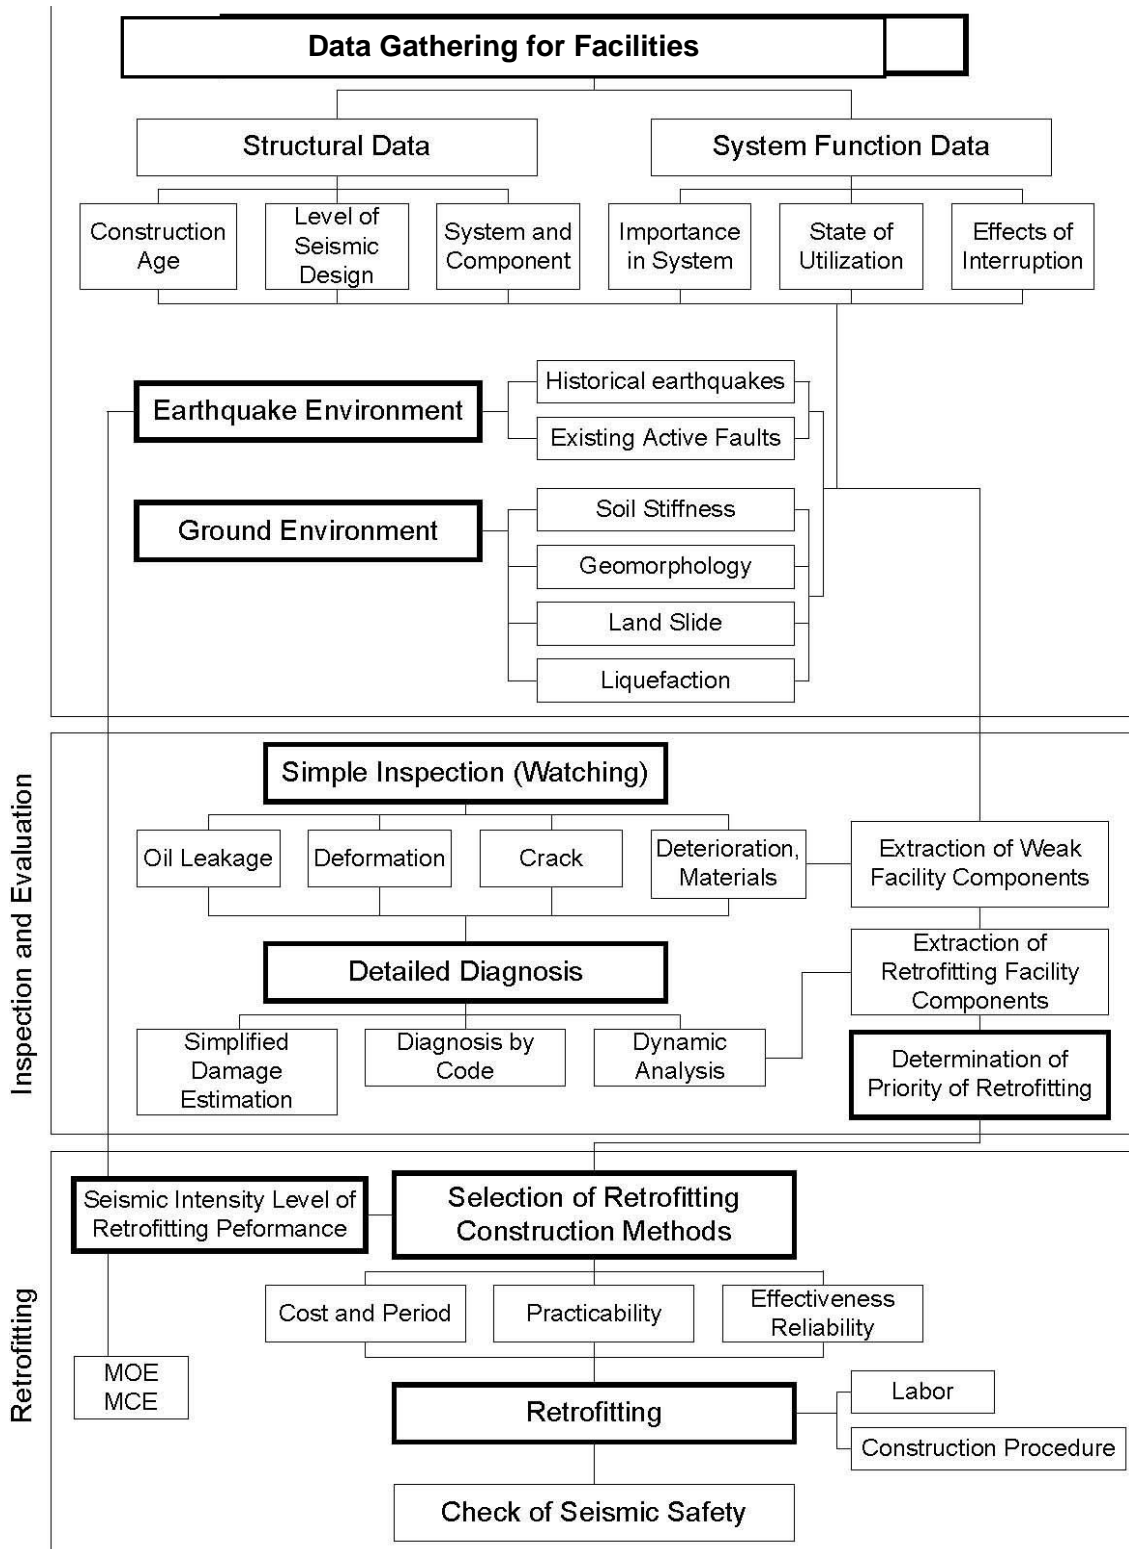 Data Gathering for Facilities
Structural Data
System Function Data
Construction
Age
Level of
Seismic
Design
System and
Component
Importance
in System
State of
Utilization
Effects of
Interruption
Earthquake Environment
Historical earthquakes
Existing Active Faults
Ground Environment
Soil Stiffness
Geomorphology
Land Slide
Liquefaction
Inspection and Evaluation
Simple Inspection (Watching)
Oil Leakage
Deformation
Crack
Deterioration,
Materials
Extraction of Weak
Facility Components
Detailed Diagnosis
Extraction of
Retrofitting Facility
Components
Simplified
Damage
Estimation
Diagnosis by
Code
Dynamic
Analysis
Determination of
Priority of Retrofitting
Retrofitting
Seismic Intensity Level of
Retrofitting Peformance
Selection of Retrofitting
Construction Methods
Cost and Period
Practicability
Effectiveness
Reliability
MOE
MCE
Retrofitting
Labor
Construction Procedure
Check of Seismic Safety